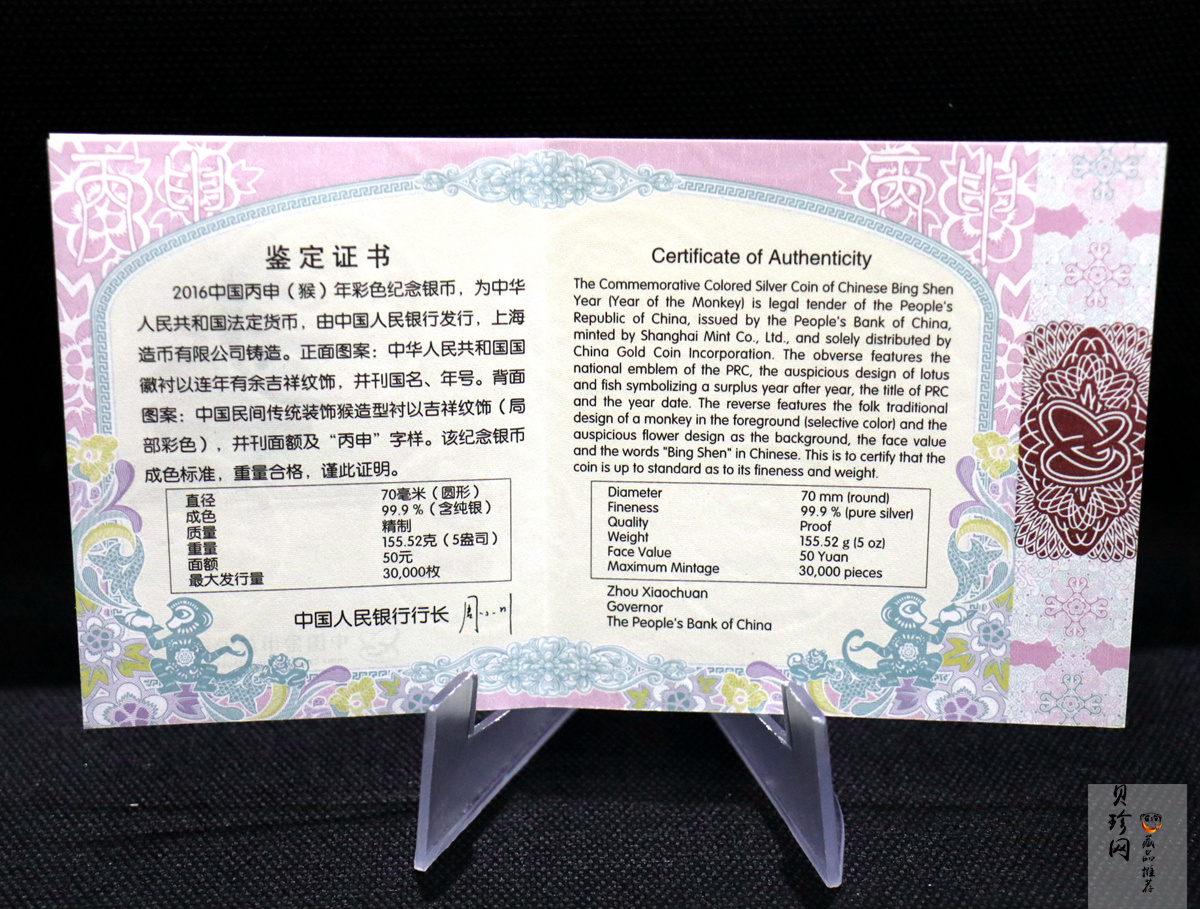 丙申
丙申
鉴定证书
2016中国丙申（猴）年彩色纪念银币，为中华
人民共和国法定货币，由中国人民银行发行，上海
造币有限公司铸造。正面图案：中华人民共和国国
徽衬以连年有余吉祥纹饰，并刊国名、年号。背面
图案：中国民间传统装饰猴造型衬以吉祥纹饰（局
部彩色），并刊面额及“丙申”字样。该纪念银币
成色标准，重量合格，谨此证明。
直径 70毫米（圆形）
成色 99.9 %（含纯银）
质量 精制
重量 155.52克（5盎司）
面额 50元
最大发行量 30,000枚
中国人民银行行长
Certificate of Authenticity
The Commemorative Colored Silver Coin of Chinese Bing Shen
Year (Year of the Monkey) is legal tender of the People's
Republic of China, issued by the People's Bank of China,
minted by Shanghai Mint Co., Ltd., and solely distributed by
China Gold Coin Incorporation. The obverse features the
national emblem of the PRC, the auspicious design of lotus
and fish symbolizing a surplus year after year, the title of PRC
and the year date. The reverse features the folk traditional
design of a monkey in the foreground (selective color) and the
auspicious flower design as the background, the face value
and the words "Bing Shen" in Chinese. This is to certify that the
coin is up to standard as to its fineness and weight.
Diameter 70 mm (round)
Fineness 99.9 % (pure silver)
Quality Proof
Weight 155.52 g (5 oz)
Face Value 50 Yuan
Maximum Mintage 30,000 pieces
Zhou Xiaochuan
Governor
The People's Bank of China
贝珍网
藏品推荐